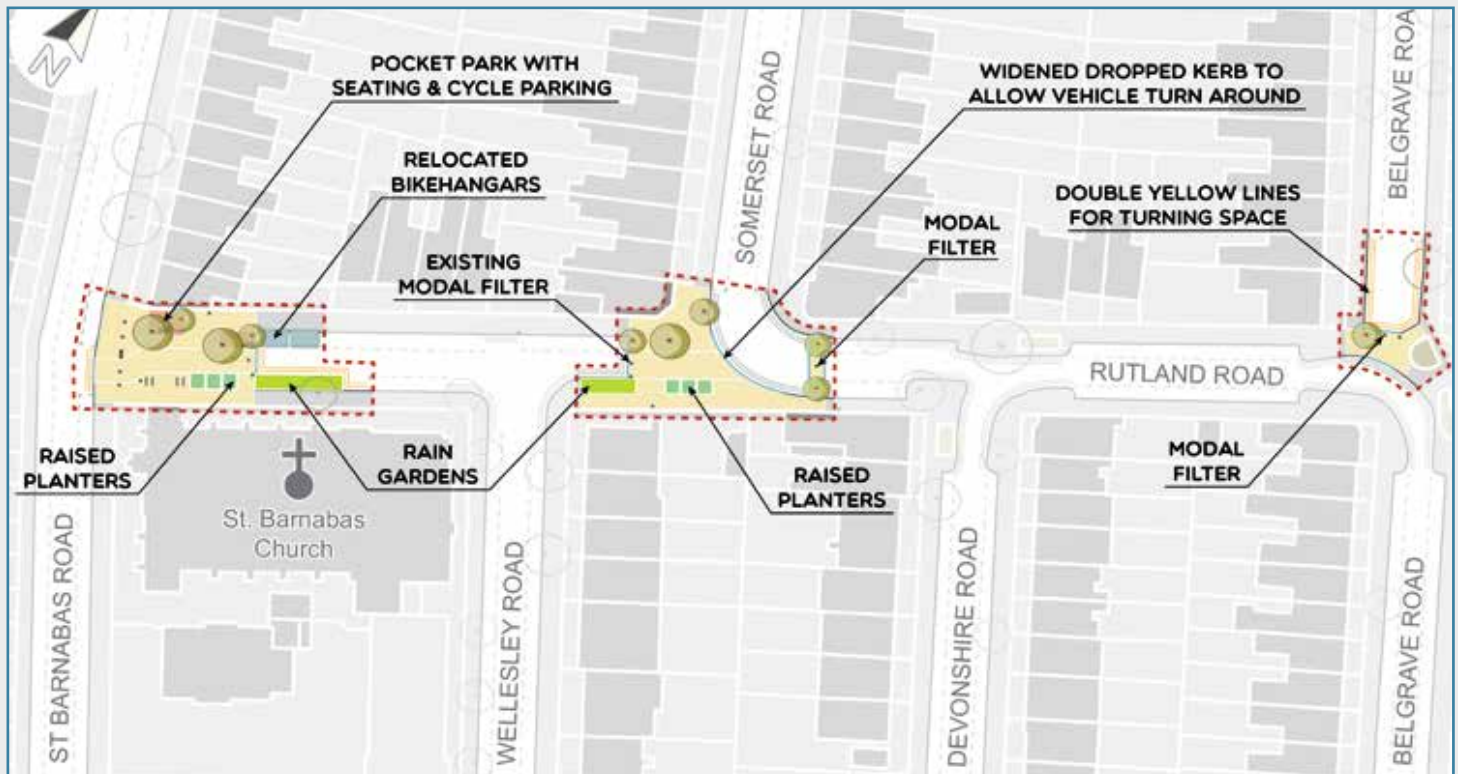 N
POCKET PARK WITH
SEATING & CYCLE PARKING
RELOCATED
BIKEHANGARS
EXISTING
MODAL FILTER
SOMERSET ROAD
WIDENED DROPPED KERB TO
ALLOW VEHICLE TURN AROUND
MODAL
FILTER
DOUBLE YELLOW LINES
FOR TURNING SPACE
BELGRAVE ROA
RUTLAND ROAD
RAISED
PLANTERS
RAIN
GARDENS
RAISED
PLANTERS
MODAL
FILTER
St. Barnabas
Church
ST BARNABAS ROAD
WELLESLEY ROAD
DEVONSHIRE ROAD
BELGRAVE ROAD